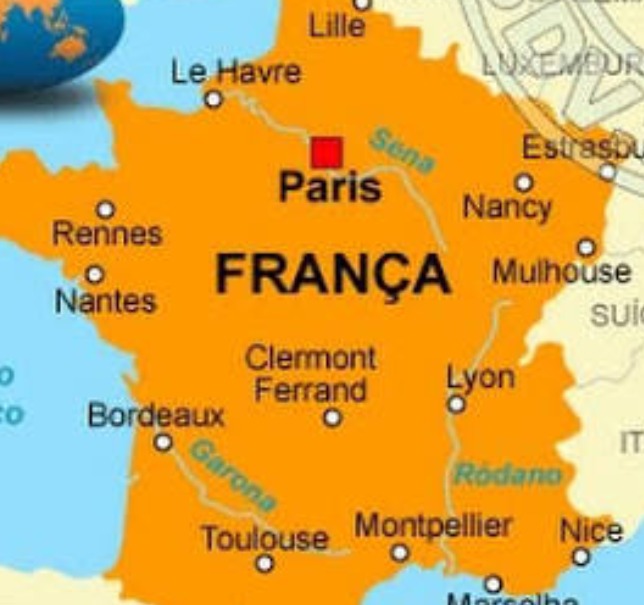 Lille
LUXEMBUR
Le Havre
Sena
Estrasbu
Paris
Nancy
Rennes
FRANÇA
Mulhouse
Nantes
SUÍÇ
Clermont
Ferrand
Lyon
o
co
Bordeaux
IT
Garona
Ródano
Toulouse
Montpellier
Nice
Marselha